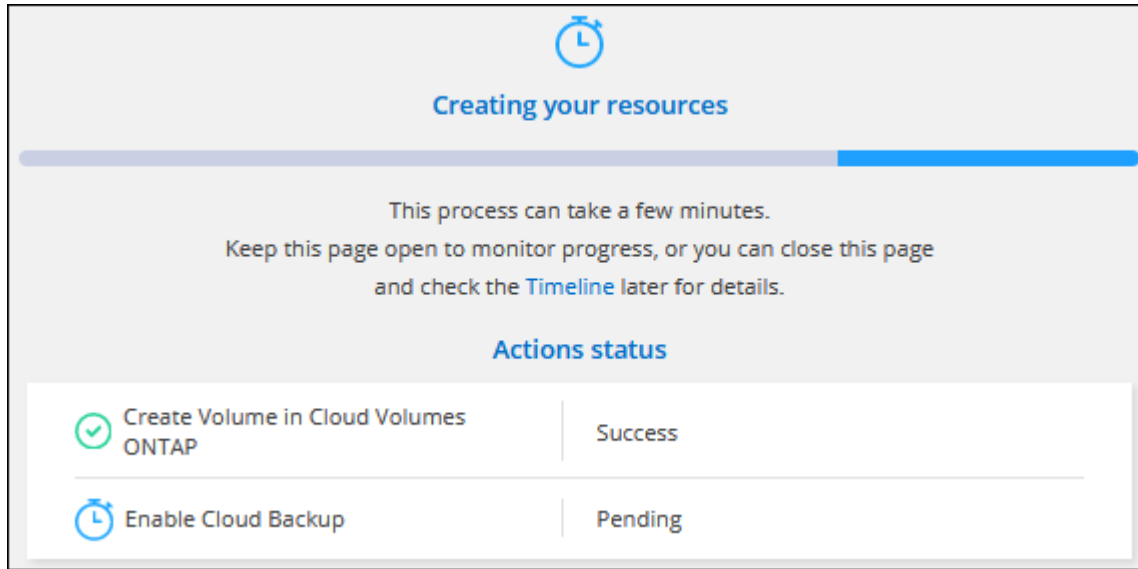 Creating your resources
This process can take a few minutes.
Keep this page open to monitor progress, or you can close this page
and check the Timeline later for details.
Actions status
Create Volume in Cloud Volumes
ONTAP
Success
Enable Cloud Backup
Pending